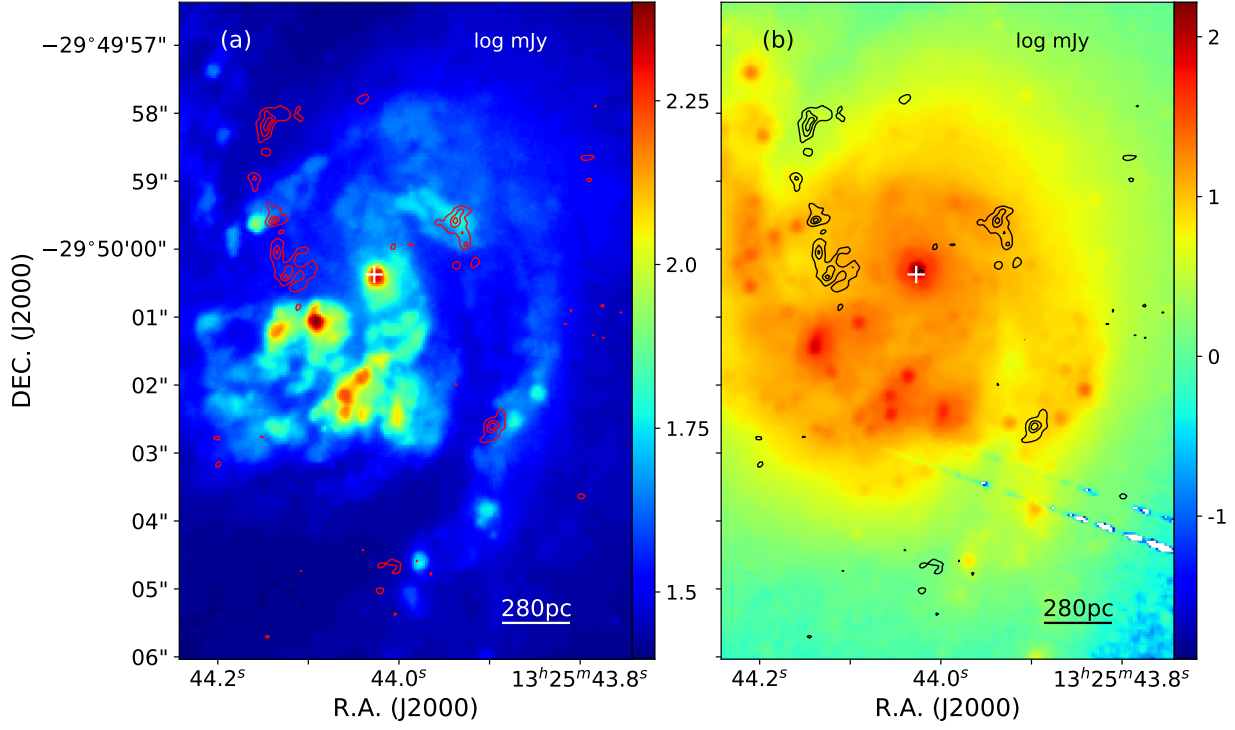 (a)
log mJy
(b)
log mJy
−29°49'57"
58"
59"
−29°50'00"
01"
02"
03"
04"
05"
06"
DEC. (J2000)
280pc
280pc
2.25
2.0
1.75
1.5
2
1
0
-1
44.2ˢ
44.0ˢ
13ʰ25ᵐ43.8ˢ
44.2ˢ
44.0ˢ
13ʰ25ᵐ43.8ˢ
R.A. (J2000)
R.A. (J2000)